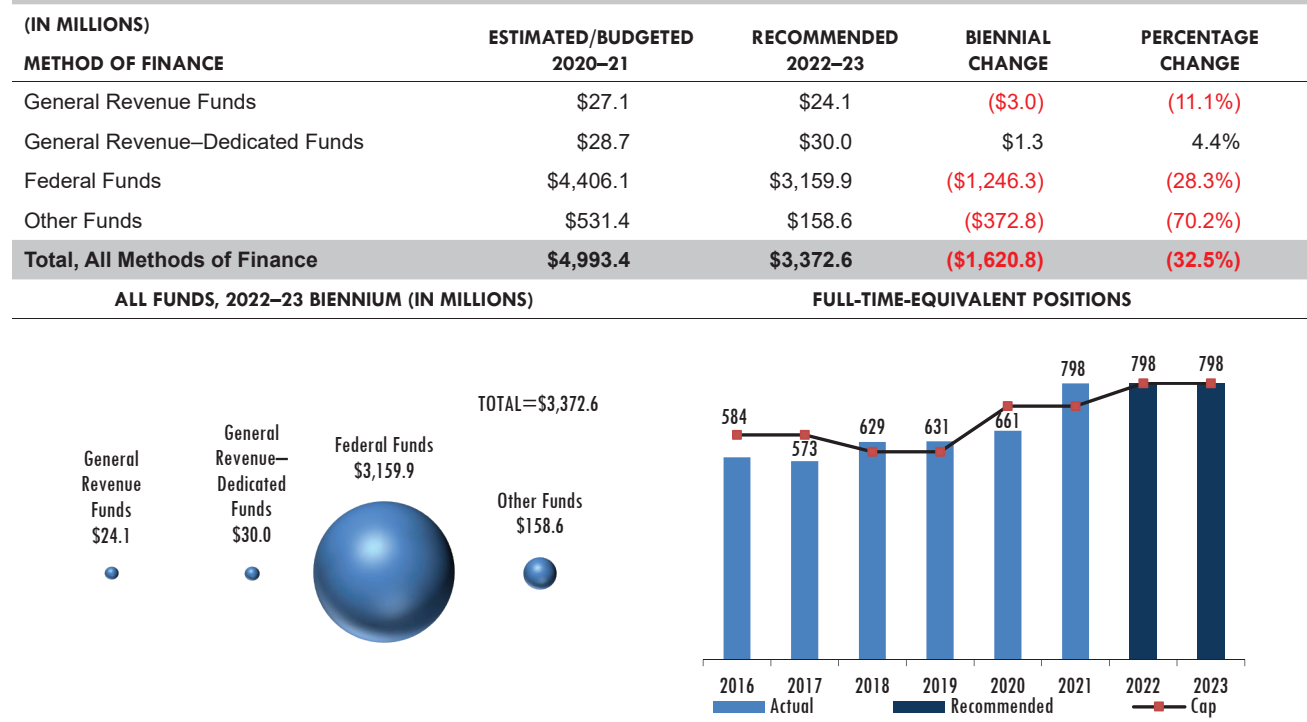 (IN MILLIONS)
METHOD OF FINANCE ESTIMATED/BUDGETED 2020–21 RECOMMENDED 2022–23 BIENNIAL CHANGE PERCENTAGE CHANGE
General Revenue Funds $27.1 $24.1 ($3.0) (11.1%)
General Revenue–Dedicated Funds $28.7 $30.0 $1.3 4.4%
Federal Funds $4,406.1 $3,159.9 ($1,246.3) (28.3%)
Other Funds $531.4 $158.6 ($372.8) (70.2%)
Total, All Methods of Finance $4,993.4 $3,372.6 ($1,620.8) (32.5%)
ALL FUNDS, 2022–23 BIENNIUM (IN MILLIONS)
TOTAL=$3,372.6
General
Revenue
Funds
$24.1
General
Revenue–
Dedicated
Funds
$30.0
Federal Funds
$3,159.9
Other Funds
$158.6
FULL-TIME-EQUIVALENT POSITIONS
584 573 629 631 661 798 798 798
2016 2017 2018 2019 2020 2021 2022 2023
Actual Recommended Cap